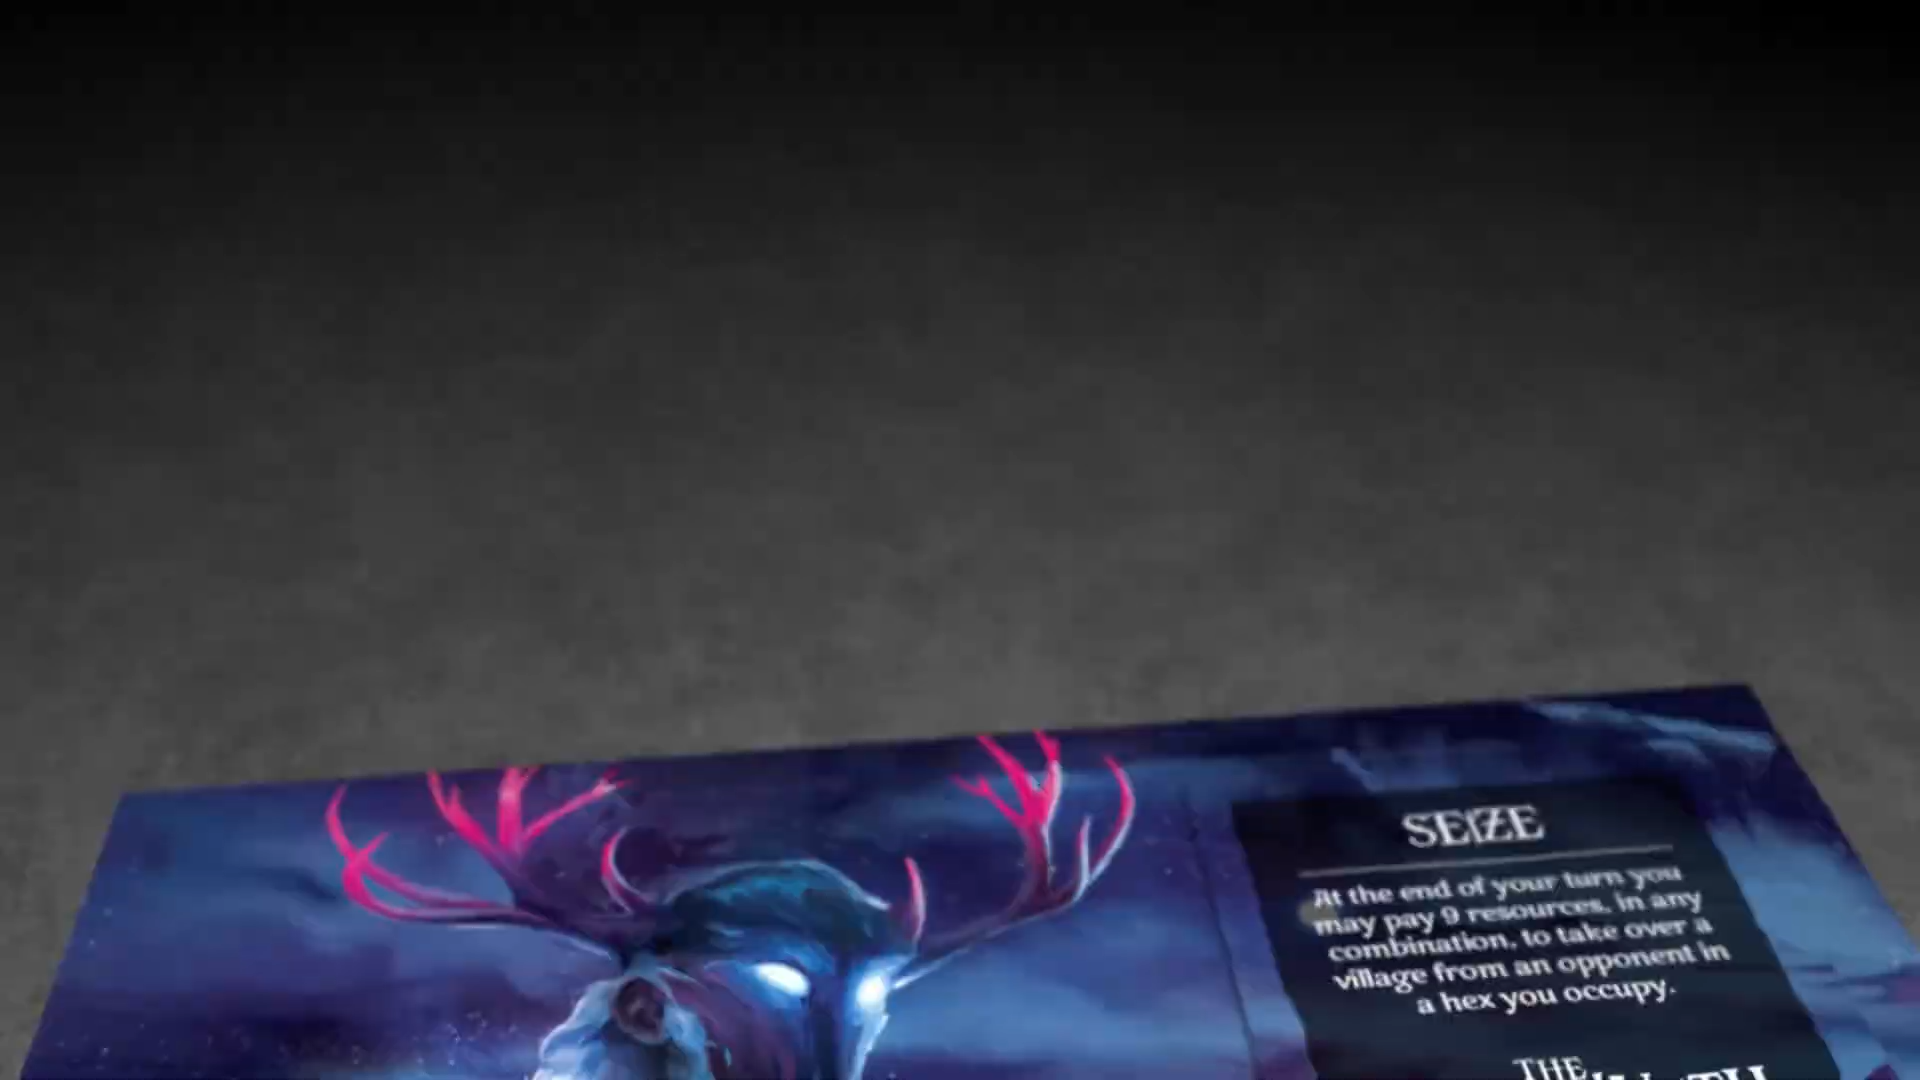 SEIZE
At the end of your turn you
may pay 9 resources, in any
combination, to take over a
village from an opponent in
a hex you occupy.
THE